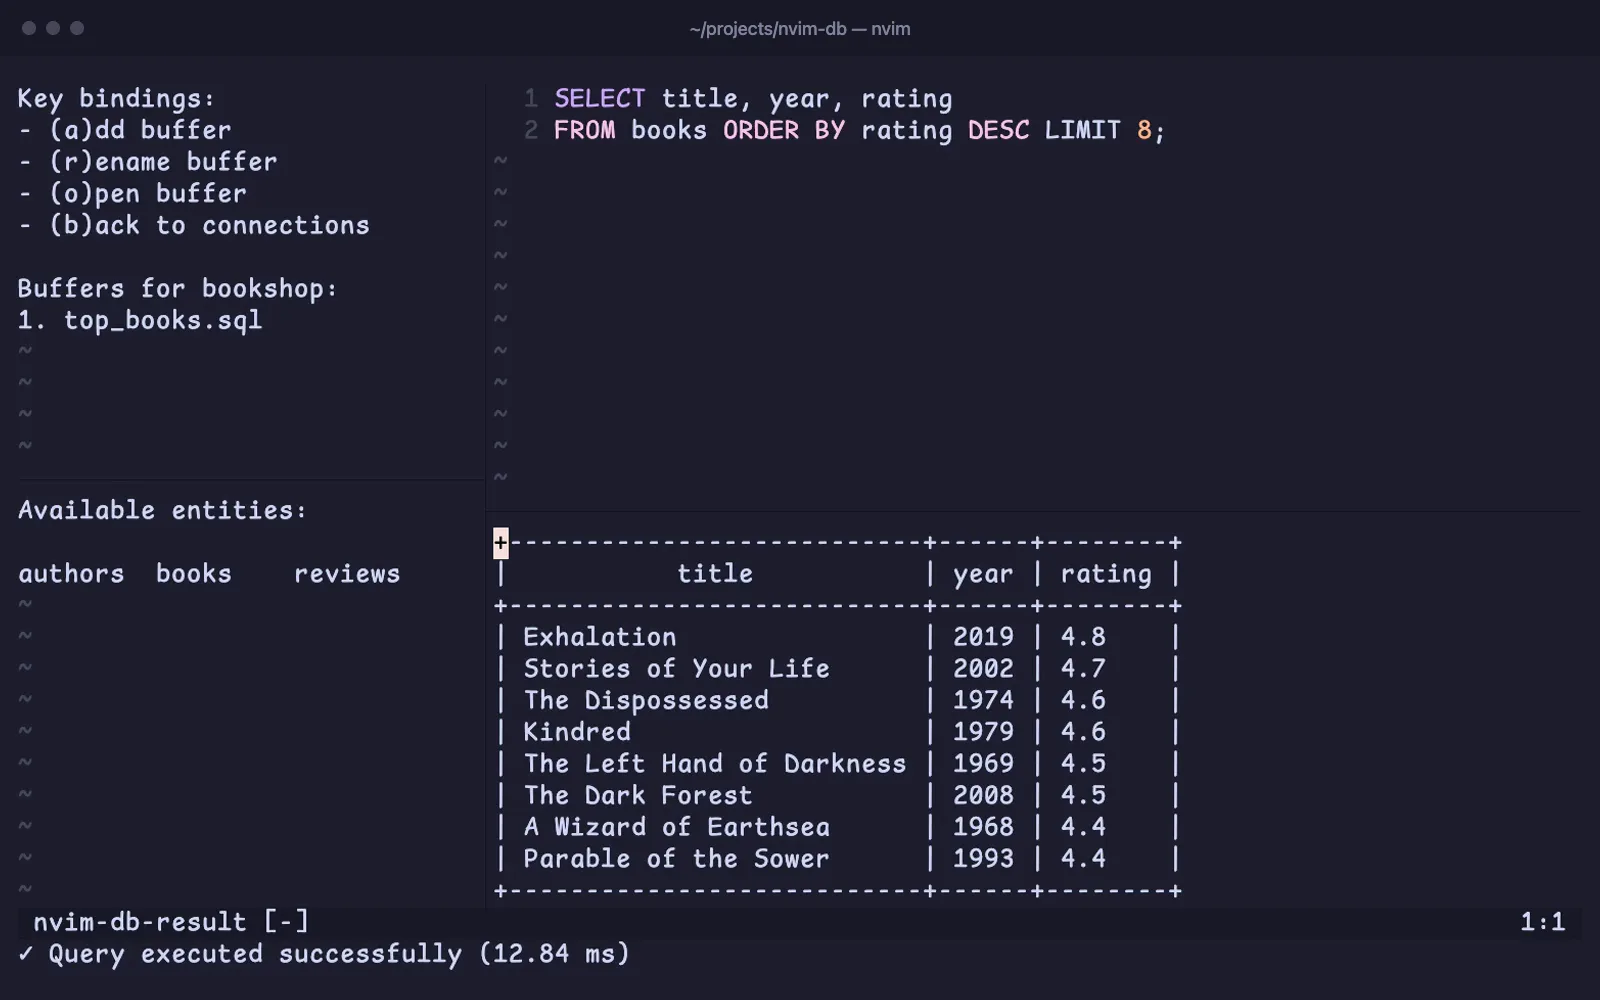 ~/projects/nvim-db — nvim
Key bindings:
- (a)dd buffer
- (r)ename buffer
- (o)pen buffer
- (b)ack to connections
Buffers for bookshop:
1. top_books.sql
~
~
~
~
Available entities:
authors  books    reviews
~
~
~
~
~
~
~
~
~
~
1 SELECT title, year, rating
2 FROM books ORDER BY rating DESC LIMIT 8;
~
~
~
~
~
~
~
~
~
~
~
+---------------------------+------+--------+
|           title           | year | rating |
+---------------------------+------+--------+
| Exhalation                | 2019 | 4.8    |
| Stories of Your Life      | 2002 | 4.7    |
| The Dispossessed          | 1974 | 4.6    |
| Kindred                   | 1979 | 4.6    |
| The Left Hand of Darkness | 1969 | 4.5    |
| The Dark Forest           | 2008 | 4.5    |
| A Wizard of Earthsea      | 1968 | 4.4    |
| Parable of the Sower      | 1993 | 4.4    |
+---------------------------+------+--------+
nvim-db-result [-] 1:1
✓ Query executed successfully (12.84 ms)